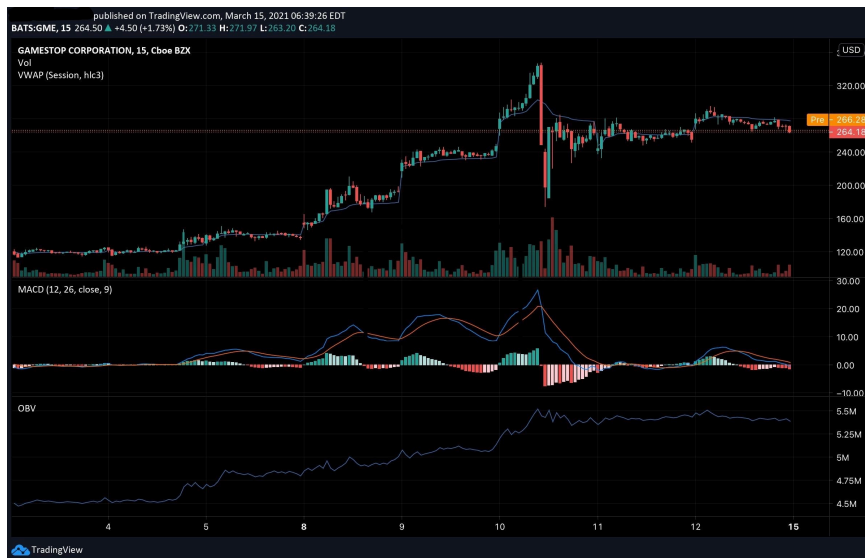 published on TradingView.com, March 15, 2021 06:39:26 EDT
BATS:GME, 15 264.50 ▲ +4.50 (+1.73%) O:271.33 H:271.97 L:263.20 C:264.18
GAMESTOP CORPORATION, 15, Cboe BZX
Vol
VWAP (Session, hlc3)
USD
320.00
Pre 266.28
264.18
240.00
200.00
160.00
120.00
MACD (12, 26, close, 9)
30.00
20.00
10.00
0.00
−10.00
OBV
5.5M
5.25M
5M
4.75M
4.5M
4 5 8 9 10 11 12 15
TradingView